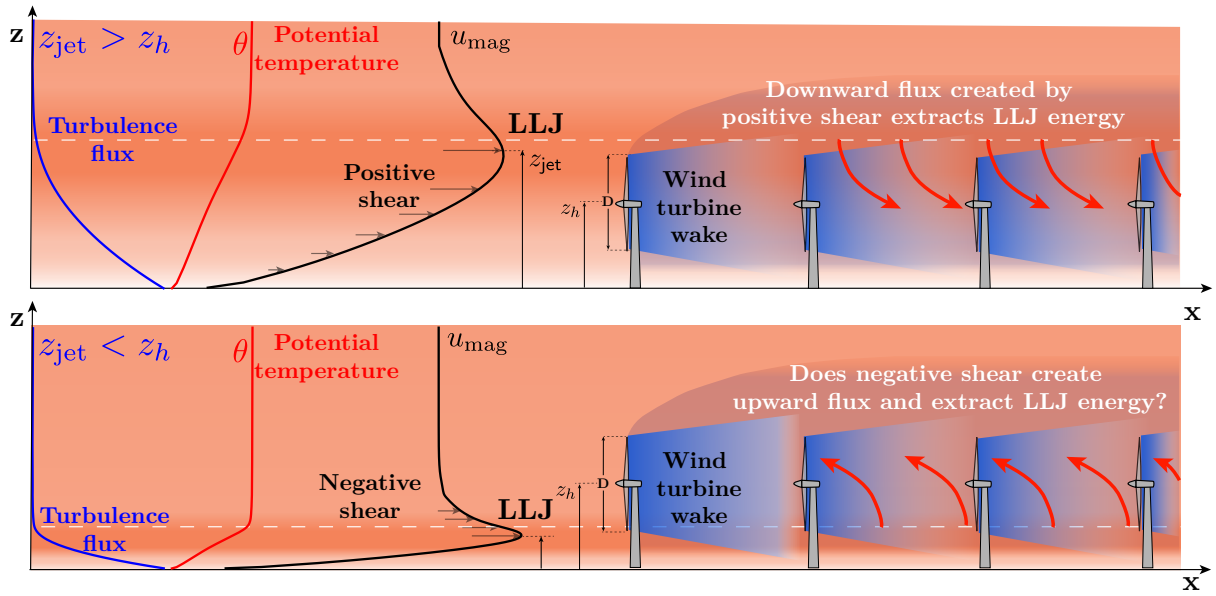 z
z_jet > z_h
θ
Potential
temperature
u_mag
Turbulence
flux
Positive
shear
LLJ
z_jet
Downward flux created by
positive shear extracts LLJ energy
z_h
D
Wind
turbine
wake
x
z
z_jet < z_h
θ
Potential
temperature
u_mag
Turbulence
flux
Negative
shear
LLJ
Does negative shear create
upward flux and extract LLJ energy?
z_h
D
Wind
turbine
wake
x